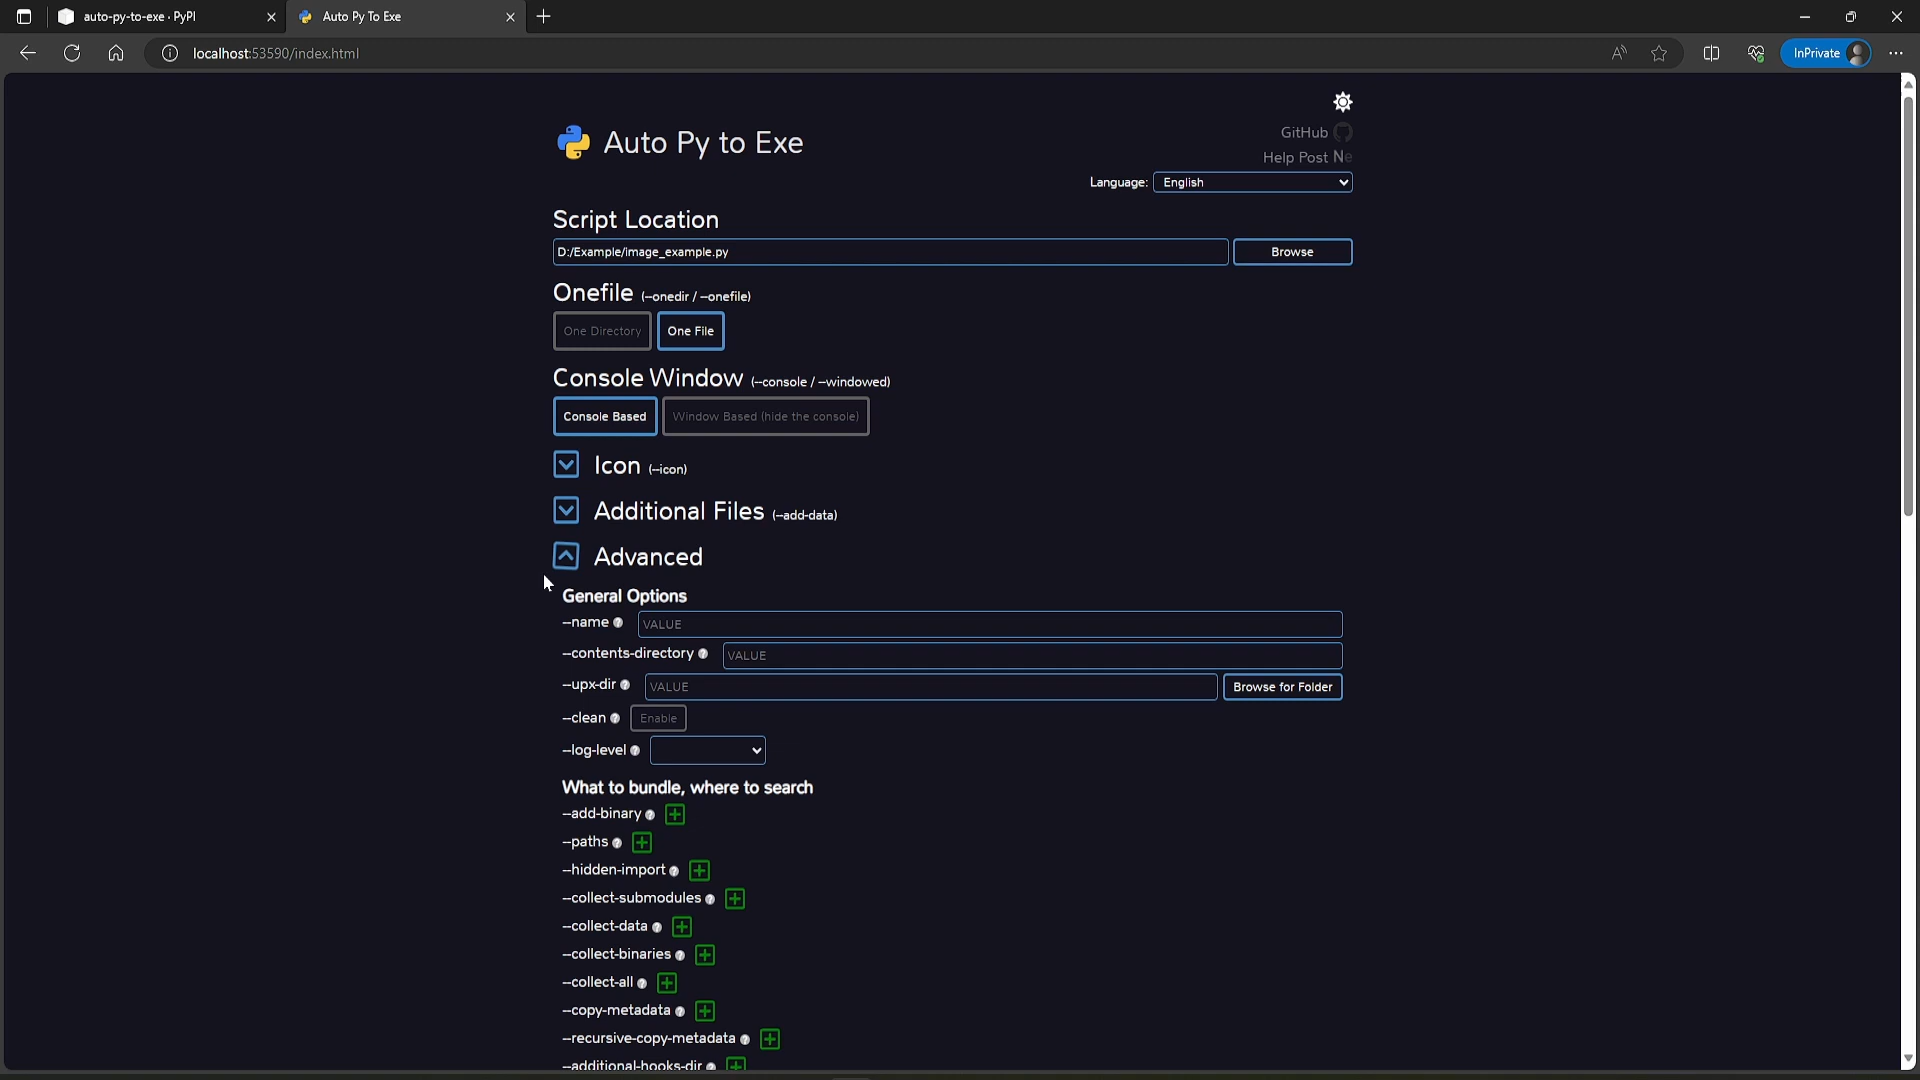 auto-py-to-exe · PyPI
Auto Py To Exe
localhost:53590/index.html
InPrivate
Auto Py to Exe
GitHub
Help Post Ne
Language: English
Script Location
D:/Example/image_example.py
Browse
Onefile (--onedir / --onefile)
One Directory One File
Console Window (--console / --windowed)
Console Based Window Based (hide the console)
Icon (--icon)
Additional Files (--add-data)
Advanced
General Options
--name ? VALUE
--contents-directory ? VALUE
--upx-dir ? VALUE Browse for Folder
--clean ? Enable
--log-level ?
What to bundle, where to search
--add-binary ?
--paths ?
--hidden-import ?
--collect-submodules ?
--collect-data ?
--collect-binaries ?
--collect-all ?
--copy-metadata ?
--recursive-copy-metadata ?
--additional-hooks-dir ?